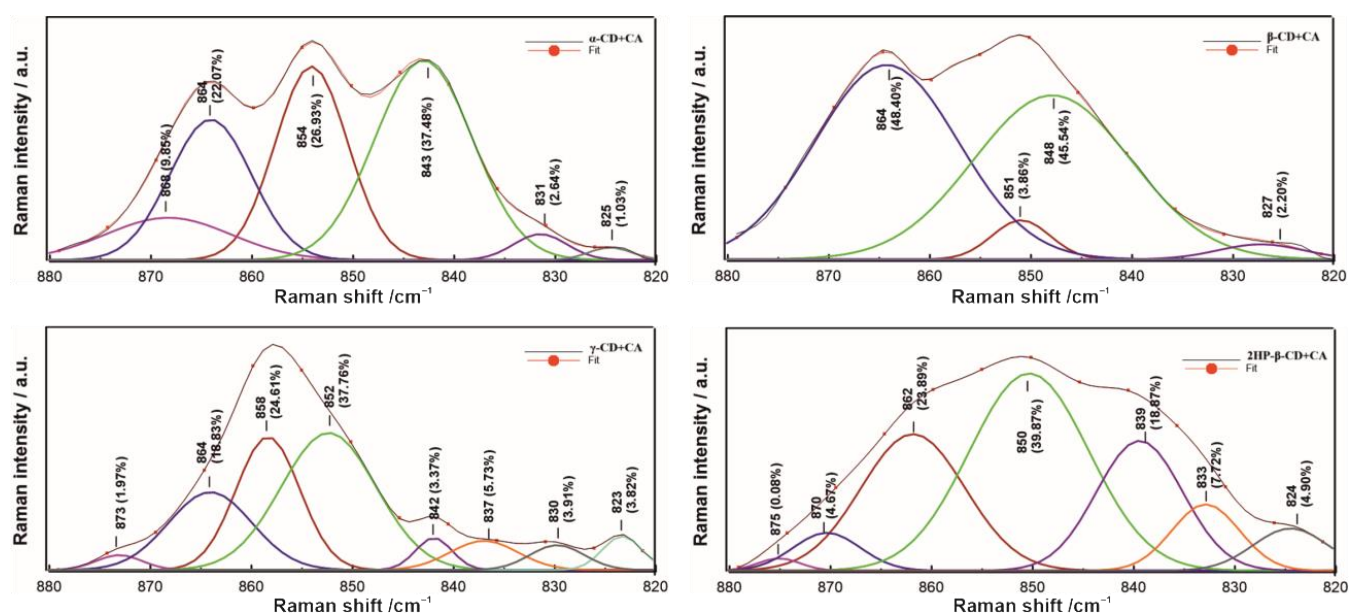 Raman intensity / a.u.
α-CD+CA
Fit
868 (9.85%)
864
(22.07%)
854
(26.93%)
843 (37.48%)
831
(2.64%)
825
(1.03%)
880 870 860 850 840 830 820
Raman shift /cm⁻¹
Raman intensity / a.u.
β-CD+CA
Fit
864
(48.40%)
851
(3.86%)
848
(45.54%)
827
(2.20%)
880 870 860 850 840 830 820
Raman shift /cm⁻¹
Raman intensity / a.u.
γ-CD+CA
Fit
873 (1.97%)
864
(18.83%)
858
(24.61%)
852
(37.76%)
842 (3.37%)
837 (5.73%)
830
(3.91%)
823
(3.82%)
880 870 860 850 840 830 820
Raman shift /cm⁻¹
Raman intensity / a.u.
2HP-β-CD+CA
Fit
875 (0.08%)
870
(4.67%)
862
(23.89%)
850
(39.87%)
839
(18.87%)
833
(7.72%)
824
(4.90%)
880 870 860 850 840 830 820
Raman shift /cm⁻¹